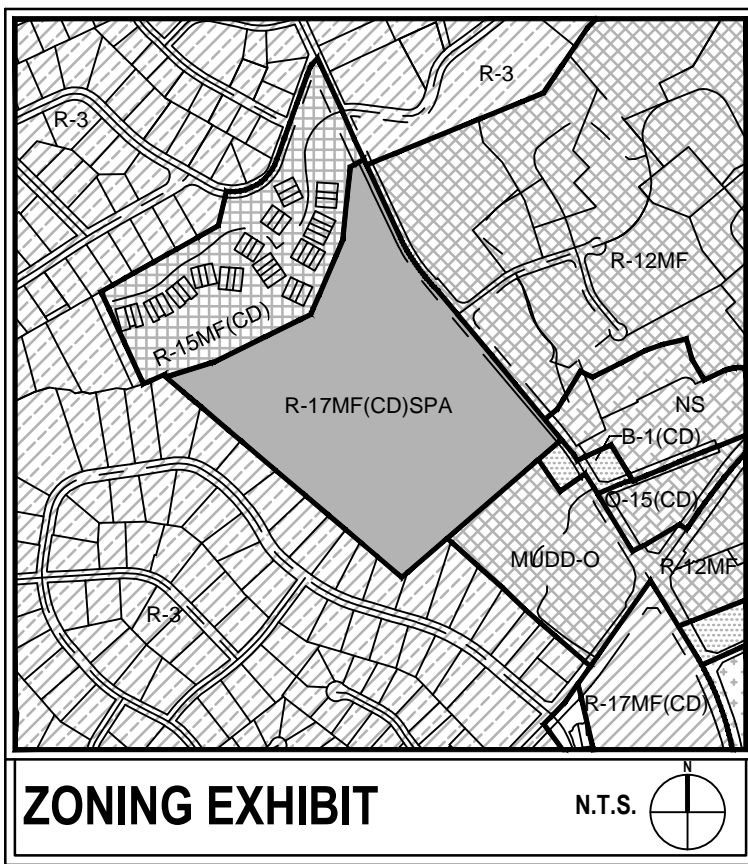 R-3
R-3
R-12MF
R-15MF(CD)
R-17MF(CD)SPA
NS
B-1(CD)
O-15(CD)
MUDD-O
R-12MF
R-3
R-17MF(CD)
ZONING EXHIBIT
N.T.S.
N